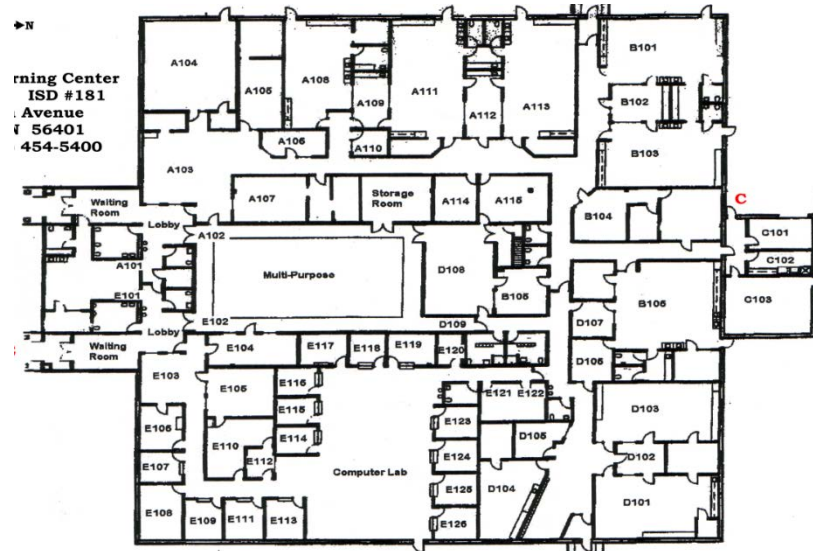 N
rning Center
ISD #181
Avenue
N 56401
454-5400
A104
A105
A108
A109
A110
A106
A111
A112
A113
B101
B102
B103
A103
A107
Storage
Room
A114
A115
B104
C
C101
C102
C103
Waiting
Room
Lobby
A102
A101
E101
E102
Lobby
Waiting
Room
Multi-Purpose
D108
B105
D109
B106
D107
D106
E103
E104
E117
E118
E119
E120
E105
E116
E115
E114
E106
E107
E108
E110
E112
E109
E111
E113
Computer Lab
E121
E122
E123
E124
E125
E126
D105
D104
D103
D102
D101